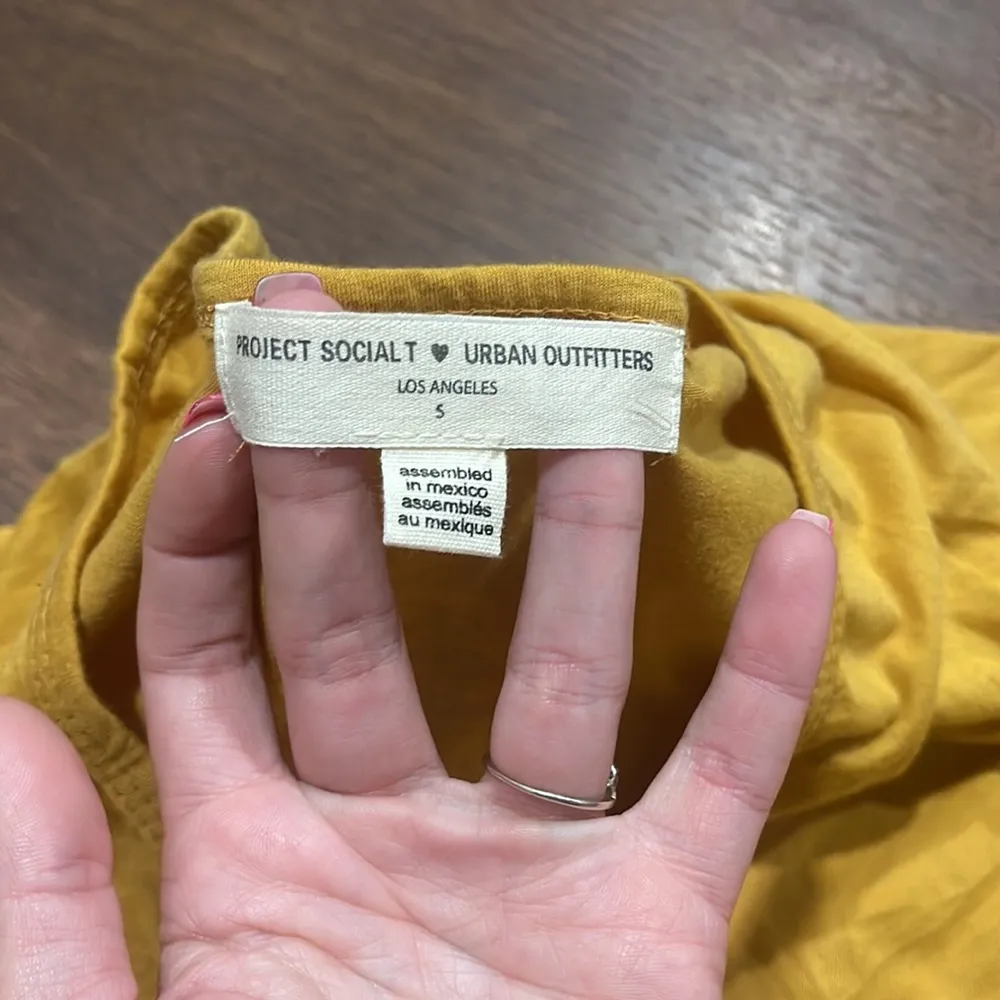 PROJECT SOCIAL T ♥ URBAN OUTFITTERS
LOS ANGELES
S
assembled
in mexico
assemblés
au mexique